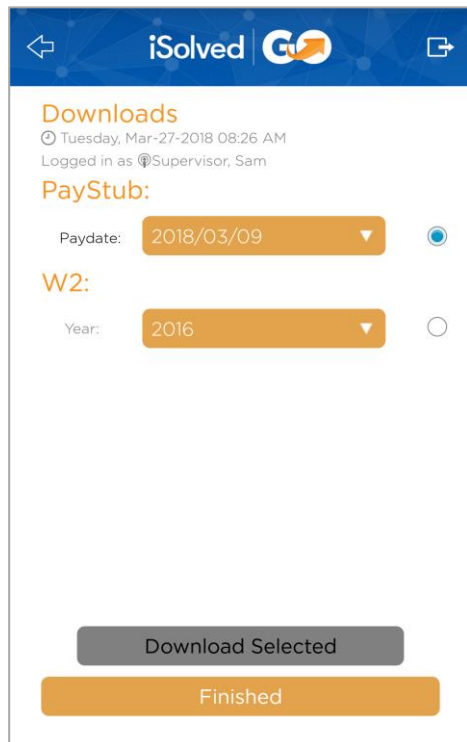 iSolved GO
Downloads
Tuesday, Mar-27-2018 08:26 AM
Logged in as Supervisor, Sam
PayStub:
Paydate: 2018/03/09
W2:
Year: 2016
Download Selected
Finished